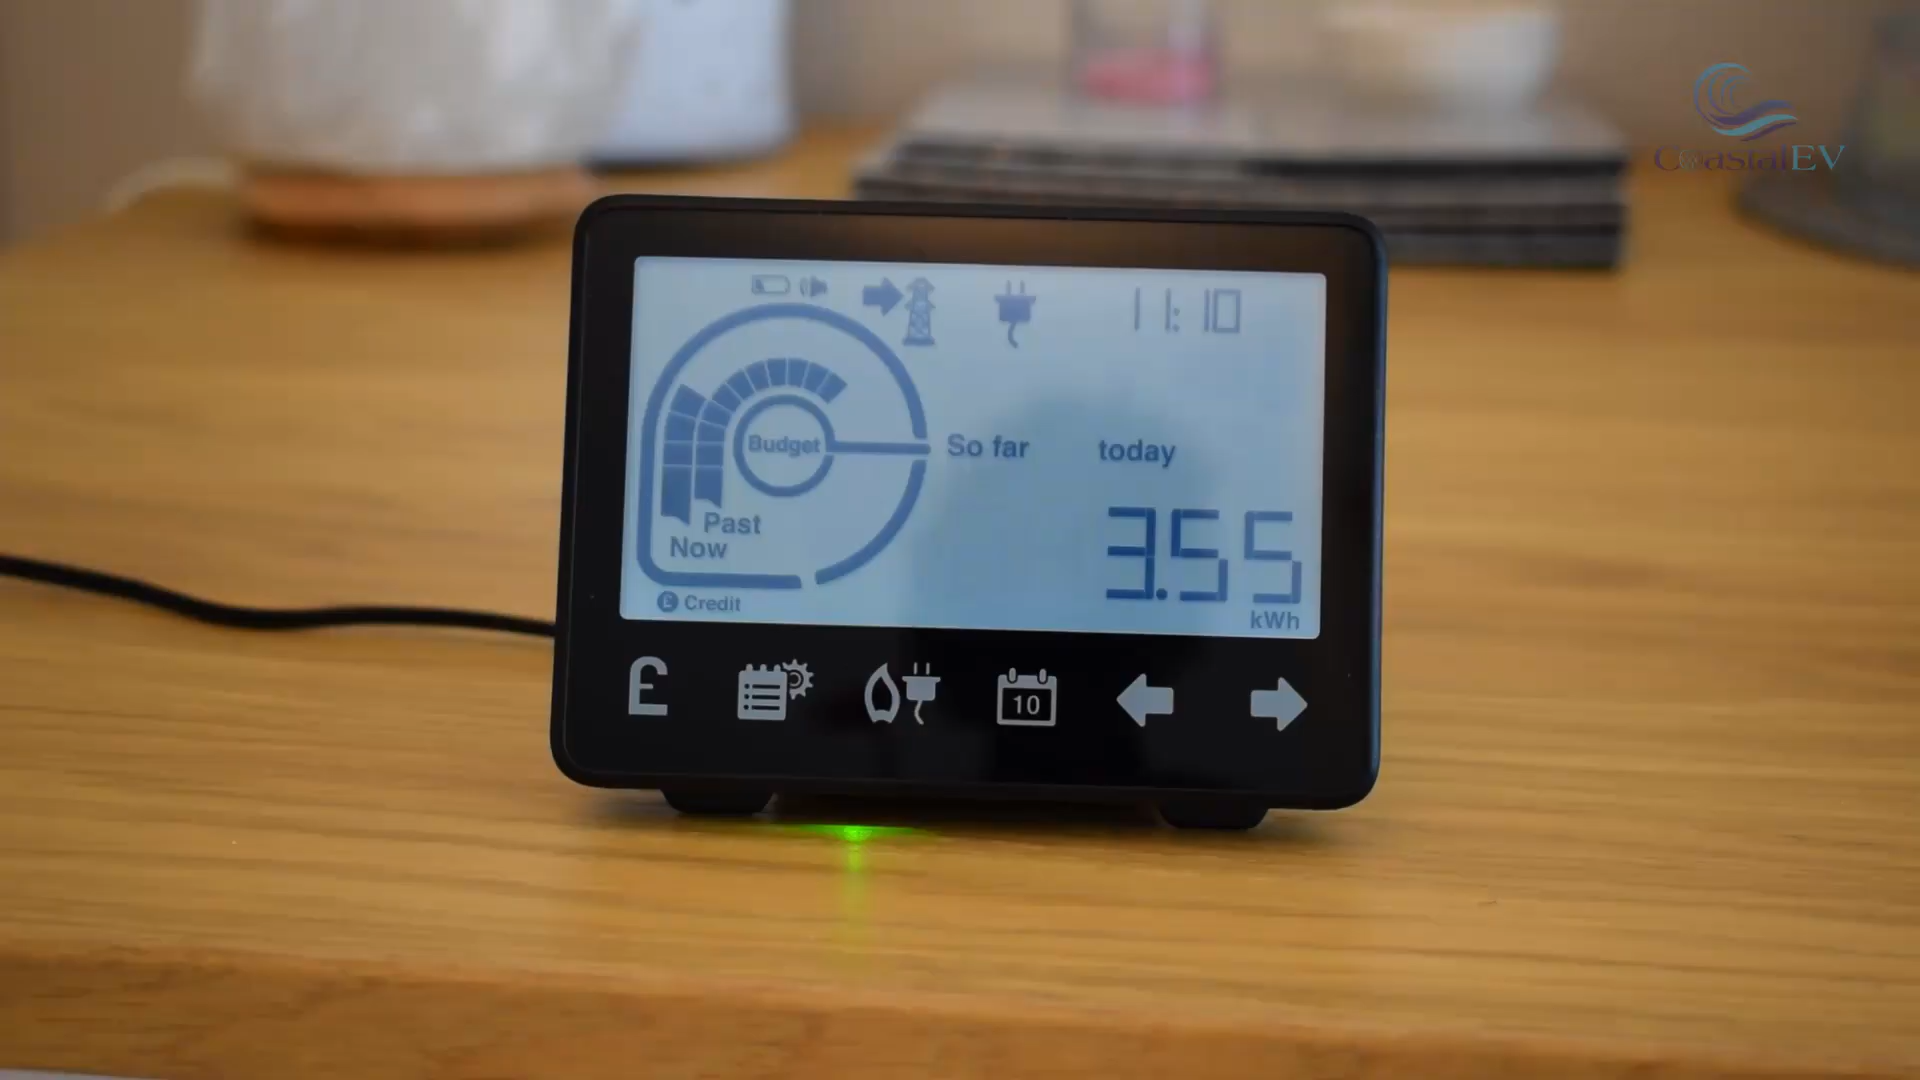 CoastalEV
11:10
Budget
So far today
3.55
Past
Now
£ Credit
kWh
£
10